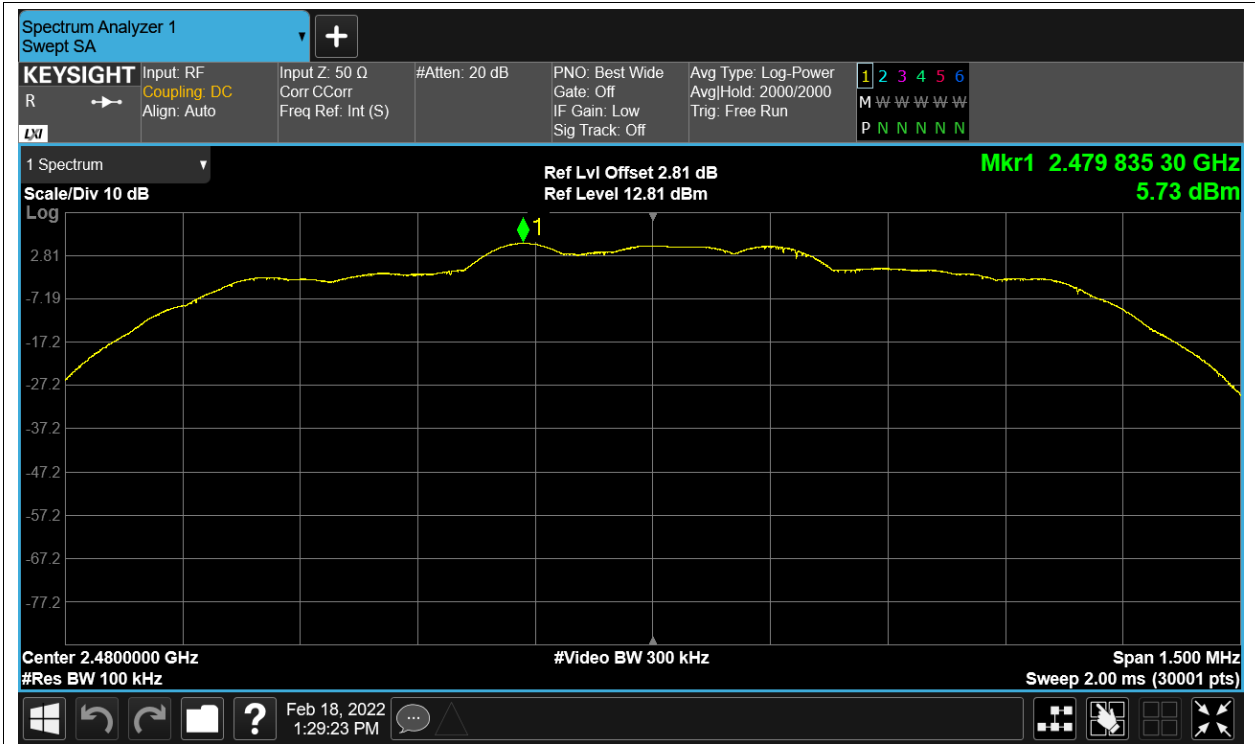 Spectrum Analyzer 1
Swept SA
+
KEYSIGHT
R
LXI
Input: RF
Coupling: DC
Align: Auto
Input Z: 50 Ω
Corr CCorr
Freq Ref: Int (S)
#Atten: 20 dB
PNO: Best Wide
Gate: Off
IF Gain: Low
Sig Track: Off
Avg Type: Log-Power
Avg|Hold: 2000/2000
Trig: Free Run
1 2 3 4 5 6
M W W W W W
P N N N N N
1 Spectrum
Scale/Div 10 dB
Log
Ref Lvl Offset 2.81 dB
Ref Level 12.81 dBm
Mkr1 2.479 835 30 GHz
5.73 dBm
1
2.81
-7.19
-17.2
-27.2
-37.2
-47.2
-57.2
-67.2
-77.2
Center 2.4800000 GHz
#Res BW 100 kHz
#Video BW 300 kHz
Span 1.500 MHz
Sweep 2.00 ms (30001 pts)
?
Feb 18, 2022
1:29:23 PM